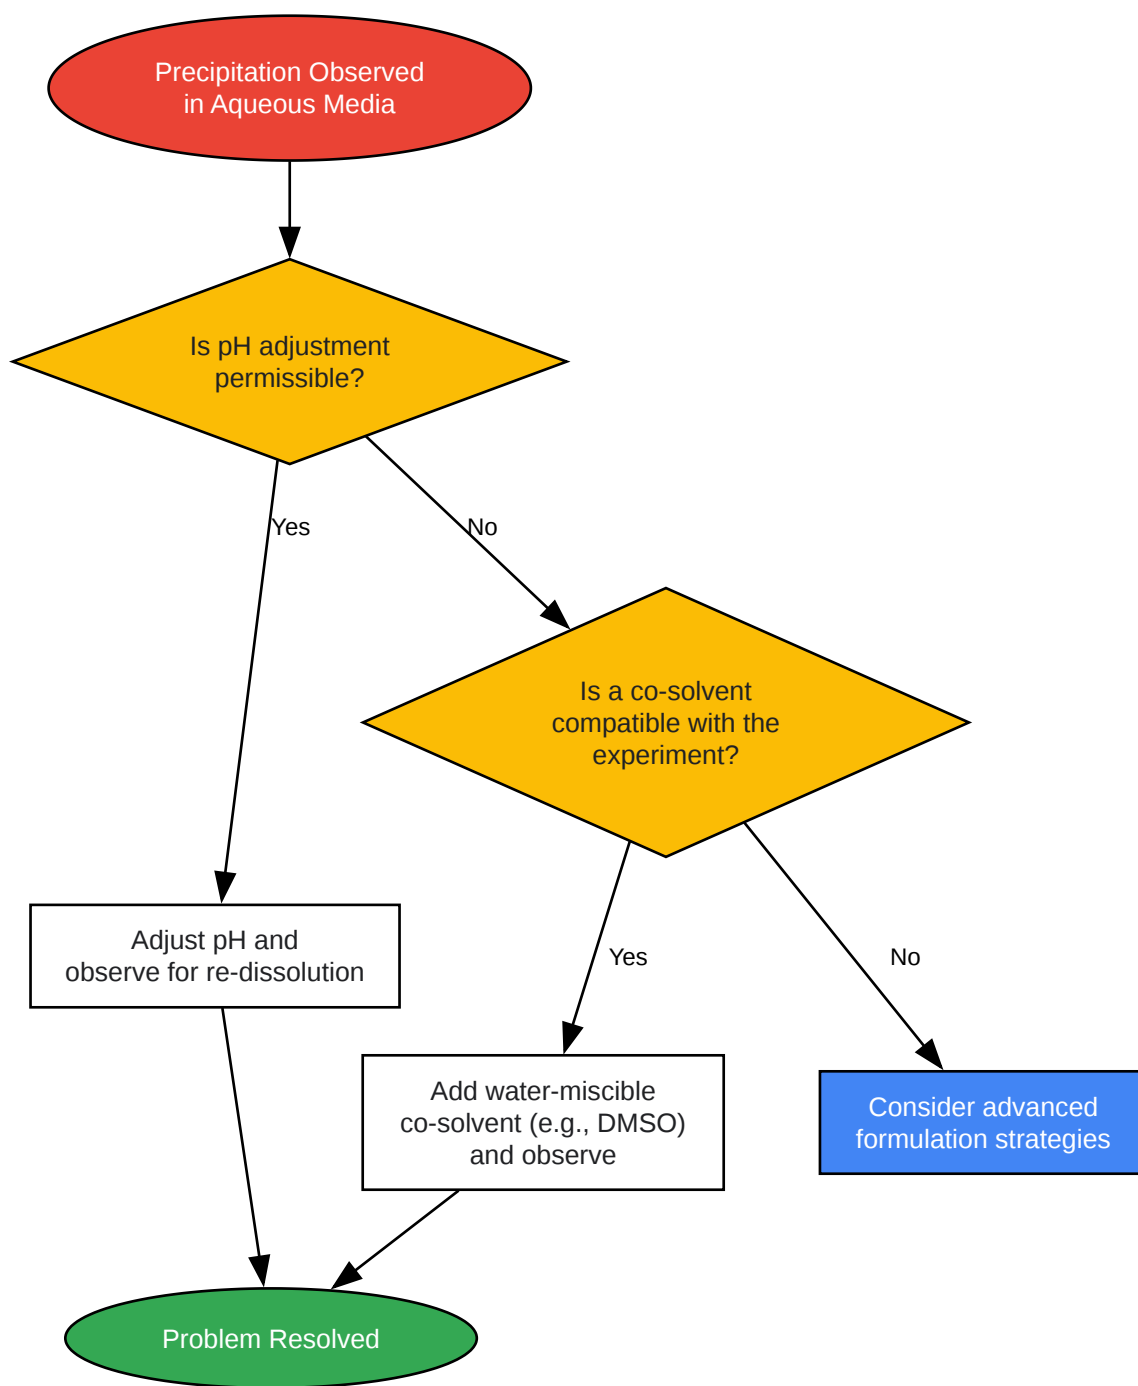 Precipitation Observed
in Aqueous Media
Is pH adjustment
permissible?
Yes
No
Is a co-solvent
compatible with the
experiment?
Adjust pH and
observe for re-dissolution
Yes
No
Add water-miscible
co-solvent (e.g., DMSO)
and observe
Consider advanced
formulation strategies
Problem Resolved